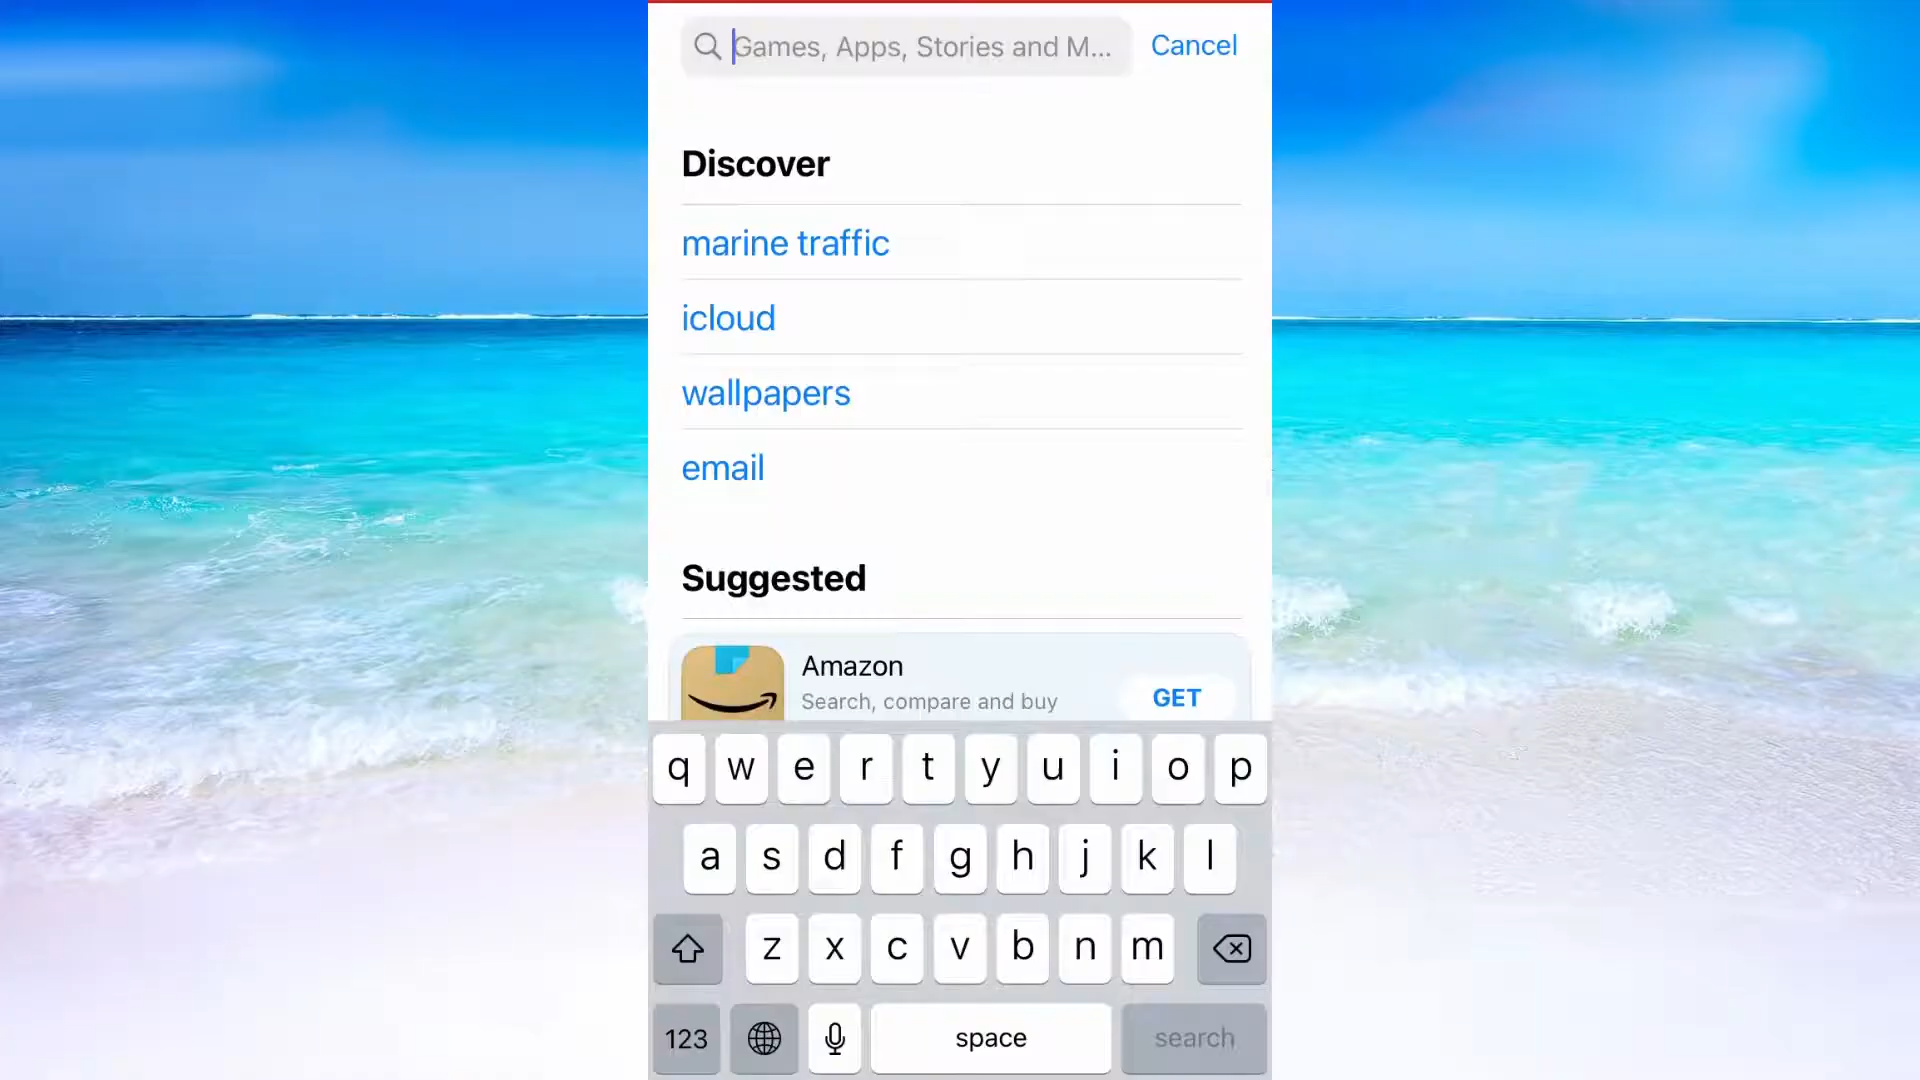 Games, Apps, Stories and M...
Cancel
Discover
marine traffic
icloud
wallpapers
email
Suggested
Amazon
Search, compare and buy
GET
q w e r t y u i o p
a s d f g h j k l
z x c v b n m
123
space
search